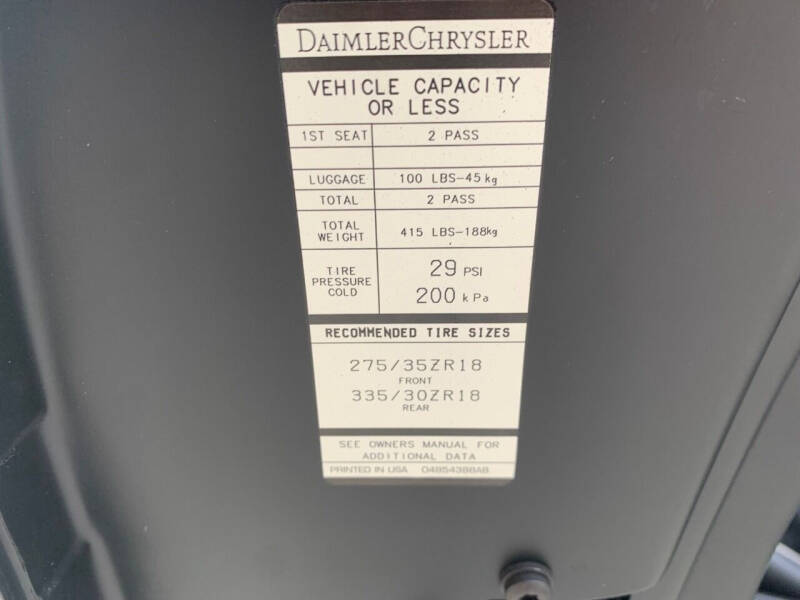 DAIMLERCHRYSLER
VEHICLE CAPACITY
OR LESS
1ST SEAT 2 PASS
LUGGAGE 100 LBS-45 kg
TOTAL 2 PASS
TOTAL WEIGHT 415 LBS-188kg
TIRE PRESSURE COLD 29 PSI
200 kPa
RECOMMENDED TIRE SIZES
275/35ZR18
FRONT
335/30ZR18
REAR
SEE OWNERS MANUAL FOR
ADDITIONAL DATA
PRINTED IN USA 04854388AB